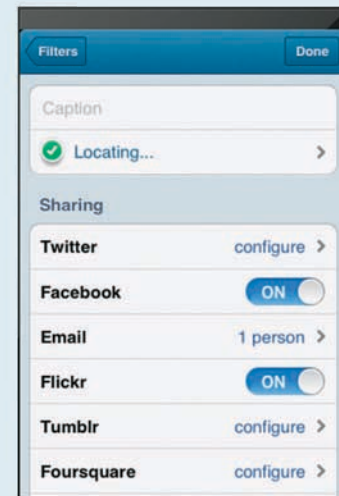 Filters Done
Caption
Locating...
Sharing
Twitter configure
Facebook ON
Email 1 person
Flickr ON
Tumblr configure
Foursquare configure